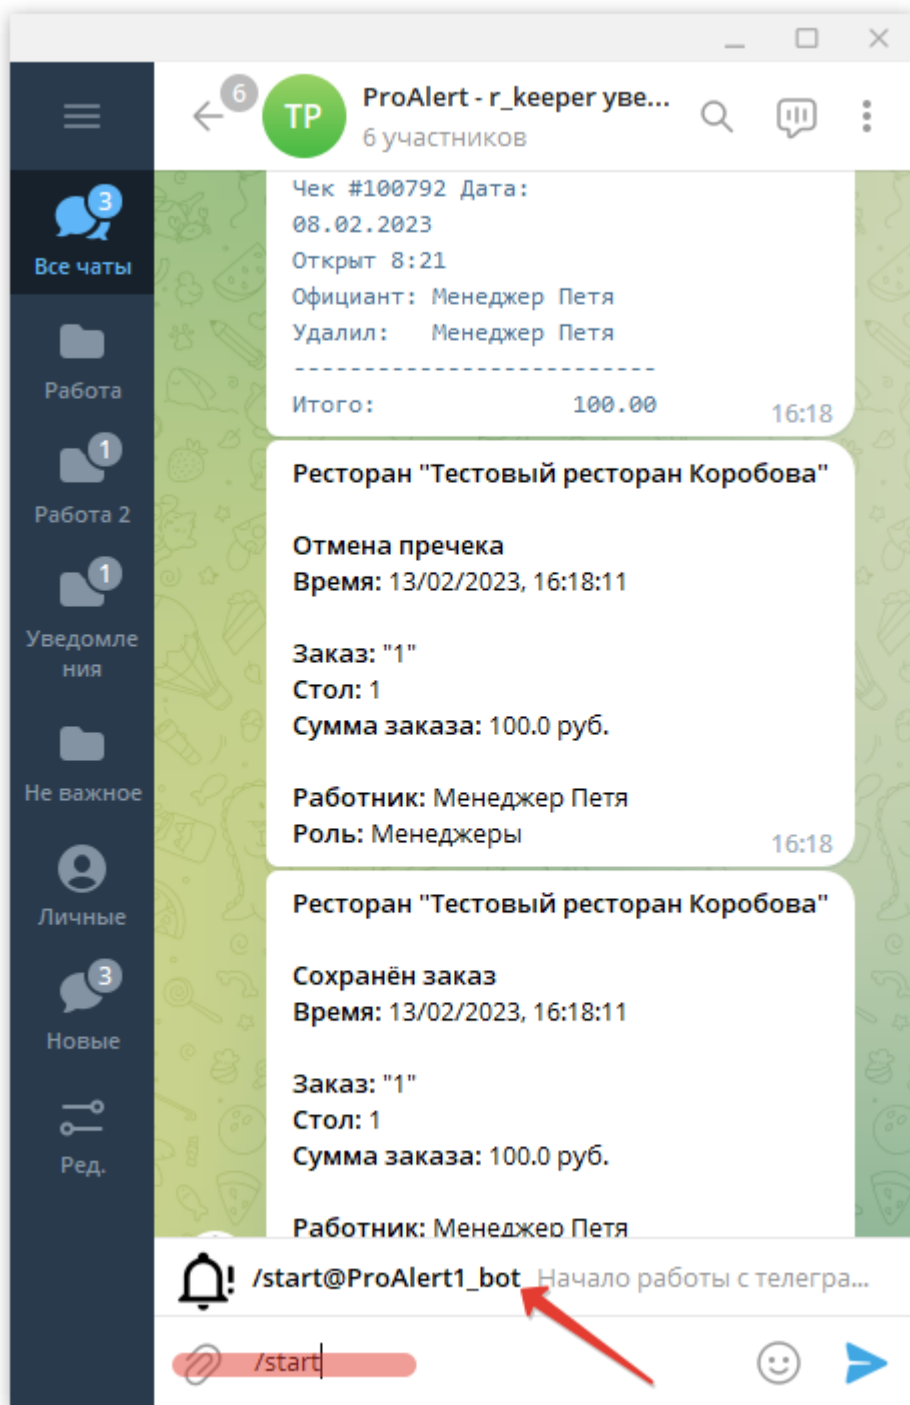 6
TP
ProAlert - r_keeper уве...
6 участников
3
Все чаты
Работа
1
Работа 2
1
Уведомле
ния
Не важное
Личные
3
Новые
Ред.
Чек #100792 Дата:
08.02.2023
Открыт 8:21
Официант: Менеджер Петя
Удалил: Менеджер Петя
--------------------------
Итого: 100.00
16:18
Ресторан "Тестовый ресторан Коробова"
Отмена пречека
Время: 13/02/2023, 16:18:11
Заказ: "1"
Стол: 1
Сумма заказа: 100.0 руб.
Работник: Менеджер Петя
Роль: Менеджеры
16:18
Ресторан "Тестовый ресторан Коробова"
Сохранён заказ
Время: 13/02/2023, 16:18:11
Заказ: "1"
Стол: 1
Сумма заказа: 100.0 руб.
Работник: Менеджер Петя
/start@ProAlert1_bot Начало работы с телегра...
/start